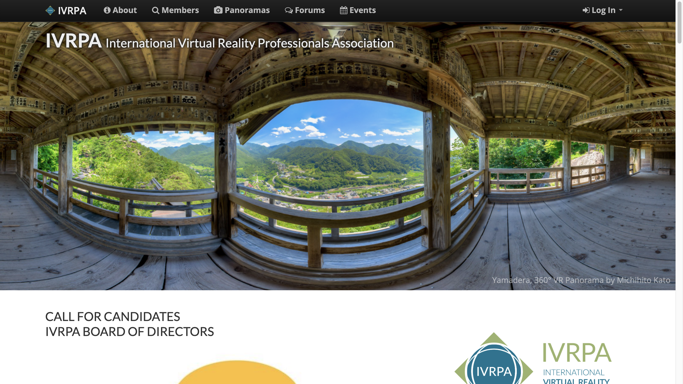 IVRPA About Members Panoramas Forums Events Log In
IVRPA International Virtual Reality Professionals Association
Yamadera, 360° VR Panorama by Michihito Kato
CALL FOR CANDIDATES
IVRPA BOARD OF DIRECTORS
IVRPA
IVRPA
INTERNATIONAL
VIRTUAL REALITY